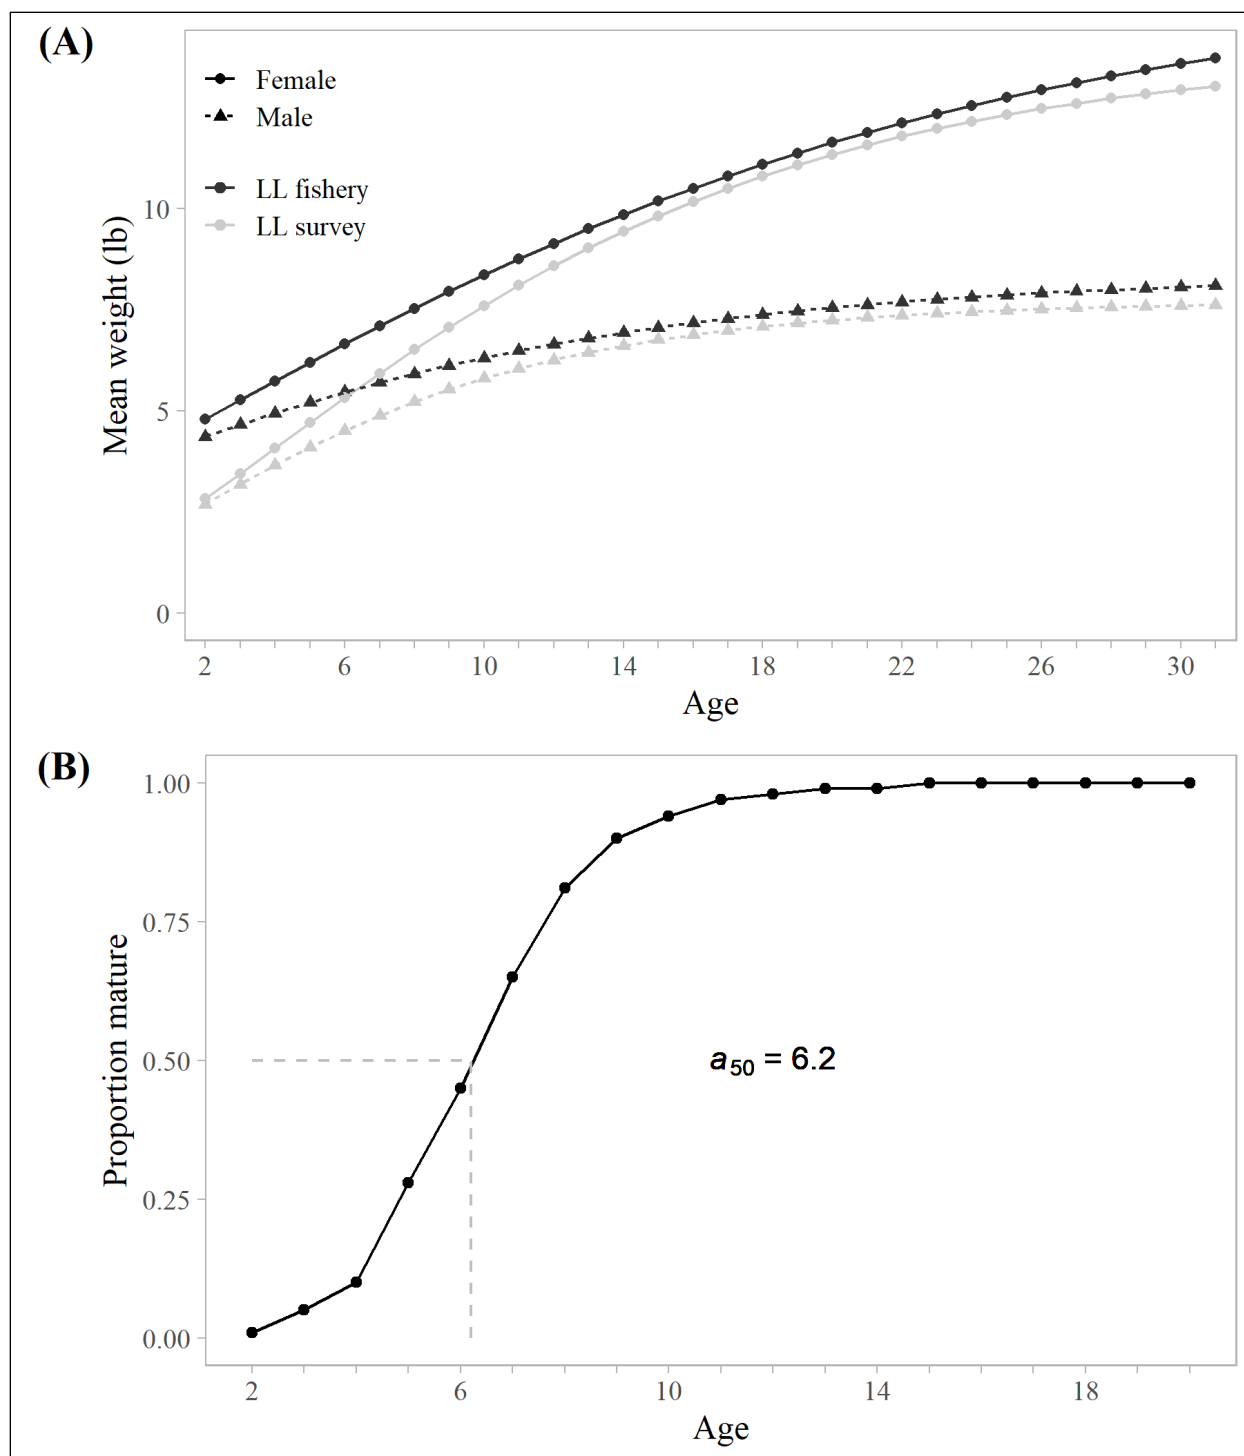 (A)
Female
Male
LL fishery
LL survey
Mean weight (lb)
10
5
0
2 6 10 14 18 22 26 30
Age
(B)
Proportion mature
1.00
0.75
0.50
0.25
0.00
a50 = 6.2
2 6 10 14 18
Age